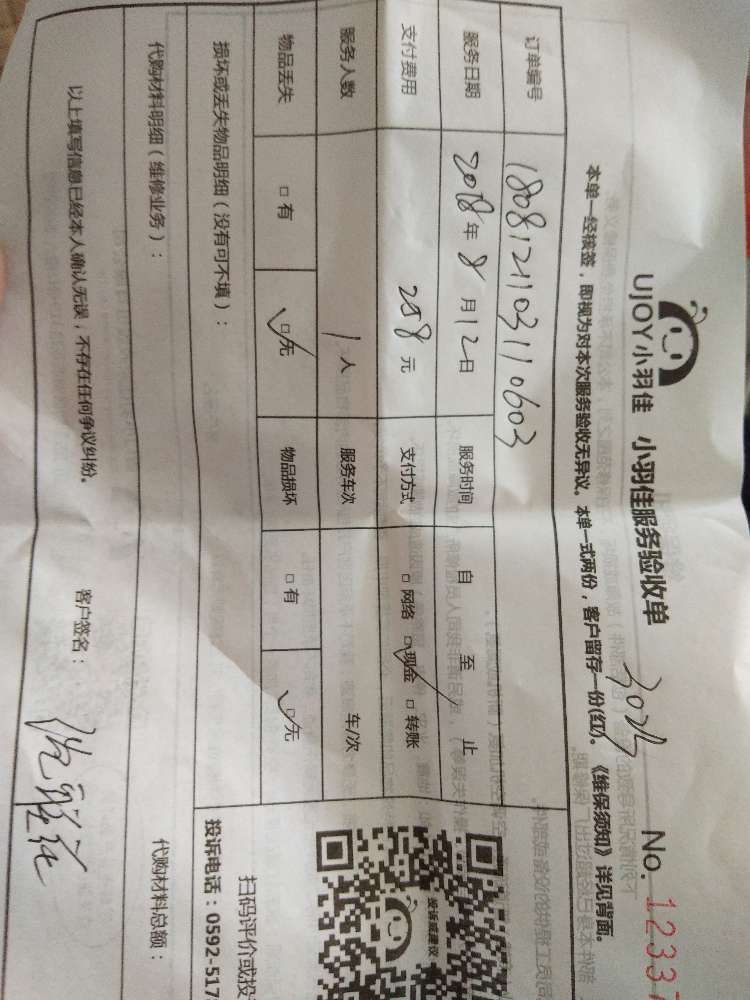 UJOY小羽佳 小羽佳服务验收单 No. 12337
本单一经核签，即视为对本次服务验收无异议。本单一式两份，客户留存一份(红)。《维保须知》详见背面。
订单编号 1808121103110603
服务日期 2018年8月12日 服务时间 自 至 止
支付费用 258元 支付方式 □ 网络 ☑ 现金 □ 转账
服务人数 1人 服务车次 车/次
物品丢失 □ 有 ☑ 无 物品损坏 □ 有 ☑ 无
损坏或丢失物品明细（没有可不填）：
代购材料明细（维修业务）： 代购材料总额：
以上填写信息已经本人确认无误，不存在任何争议纠纷。 客户签名：
投诉或建议
扫码评价或投
投诉电话：0592-517